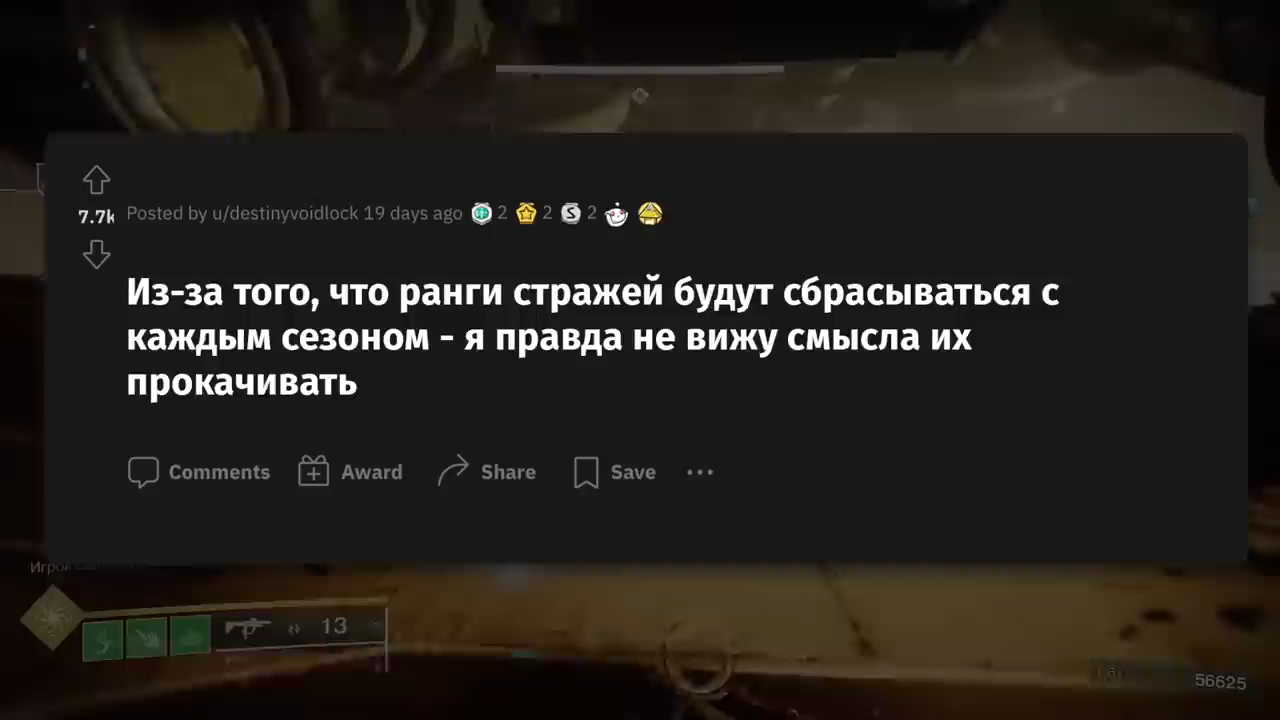 7.7k
Posted by u/destinyvoidlock 19 days ago 2 2 2
Из-за того, что ранги стражей будут сбрасываться с
каждым сезоном - я правда не вижу смысла их
прокачивать
Comments Award Share Save
13
56625